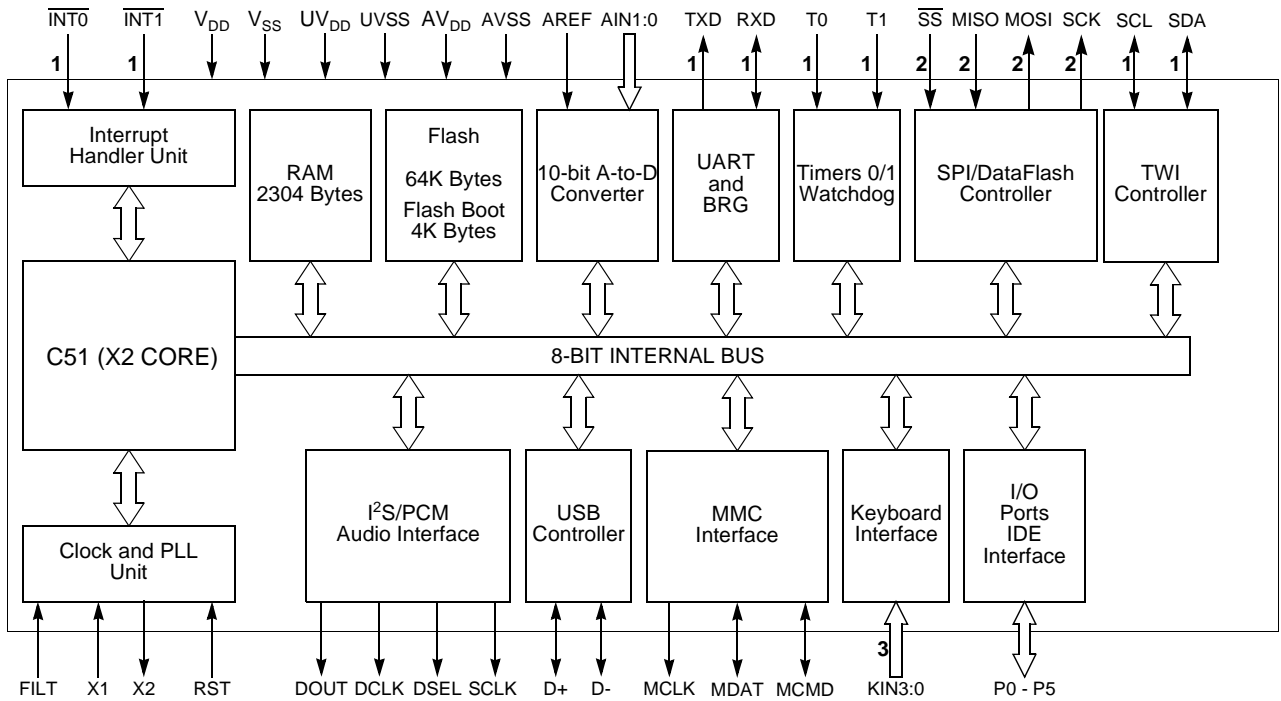 INT0 INT1 VDD VSS UVDD UVSS AVDD AVSS AREF AIN1:0 TXD RXD T0 T1 SS MISO MOSI SCK SCL SDA
1 1 1 1 1 1 2 2 2 2 1 1
Interrupt
Handler Unit
RAM
2304 Bytes
Flash
64K Bytes
Flash Boot
4K Bytes
10-bit A-to-D
Converter
UART
and
BRG
Timers 0/1
Watchdog
SPI/DataFlash
Controller
TWI
Controller
C51 (X2 CORE)
8-BIT INTERNAL BUS
Clock and PLL
Unit
I²S/PCM
Audio Interface
USB
Controller
MMC
Interface
Keyboard
Interface
I/O
Ports
IDE
Interface
3
FILT X1 X2 RST DOUT DCLK DSEL SCLK D+ D- MCLK MDAT MCMD KIN3:0 P0 - P5